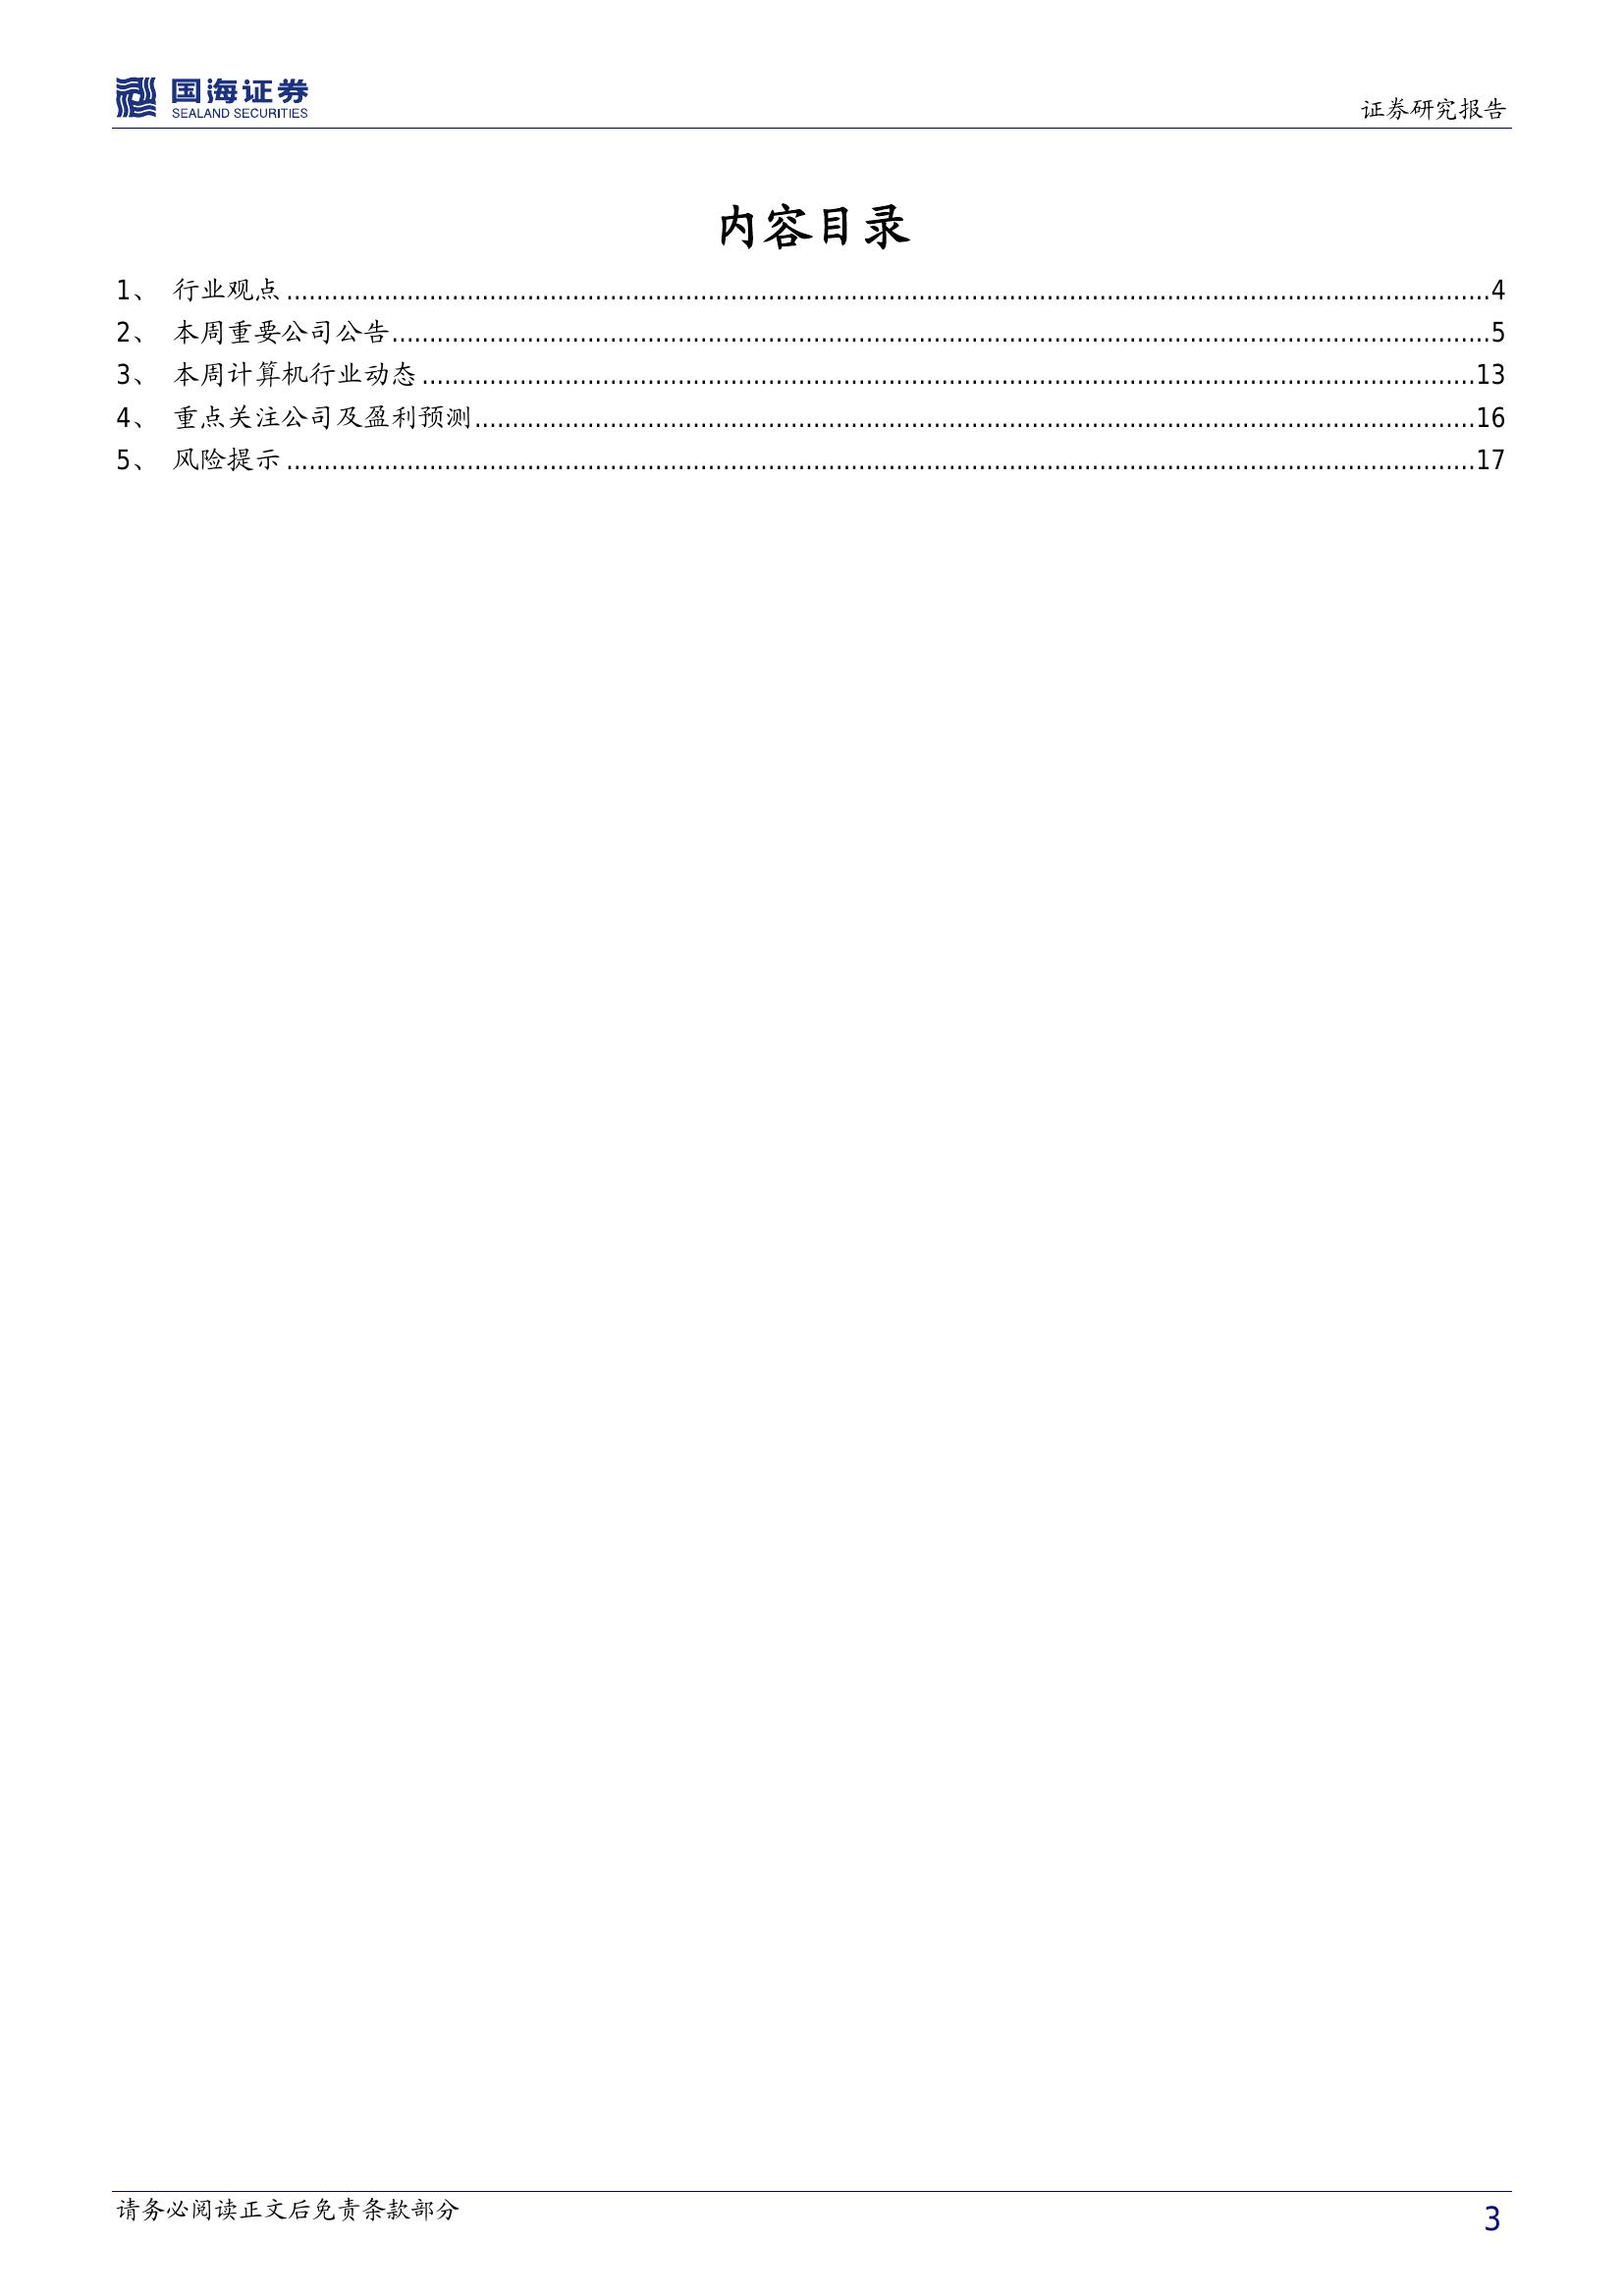 国海证券
SEALAND SECURITIES
证券研究报告
内容目录
1、 行业观点................................................................4
2、 本周重要公司公告................................................................5
3、 本周计算机行业动态................................................................13
4、 重点关注公司及盈利预测................................................................16
5、 风险提示................................................................17
请务必阅读正文后免责条款部分
3